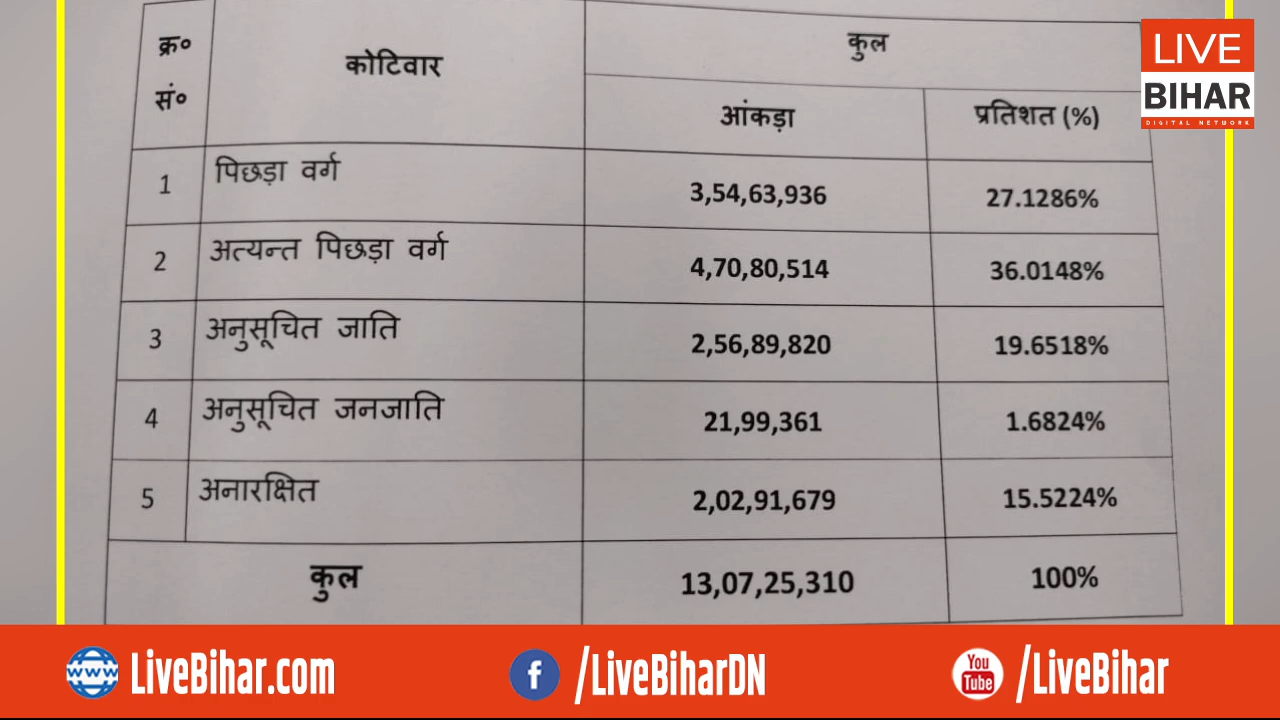 क्र० सं० कोटिवार कुल
आंकड़ा प्रतिशत (%)
1 पिछड़ा वर्ग 3,54,63,936 27.1286%
2 अत्यन्त पिछड़ा वर्ग 4,70,80,514 36.0148%
3 अनुसूचित जाति 2,56,89,820 19.6518%
4 अनुसूचित जनजाति 21,99,361 1.6824%
5 अनारक्षित 2,02,91,679 15.5224%
कुल 13,07,25,310 100%
LIVE
BIHAR
DIGITAL NETWORK
www LiveBihar.com f /LiveBiharDN You Tube /LiveBihar